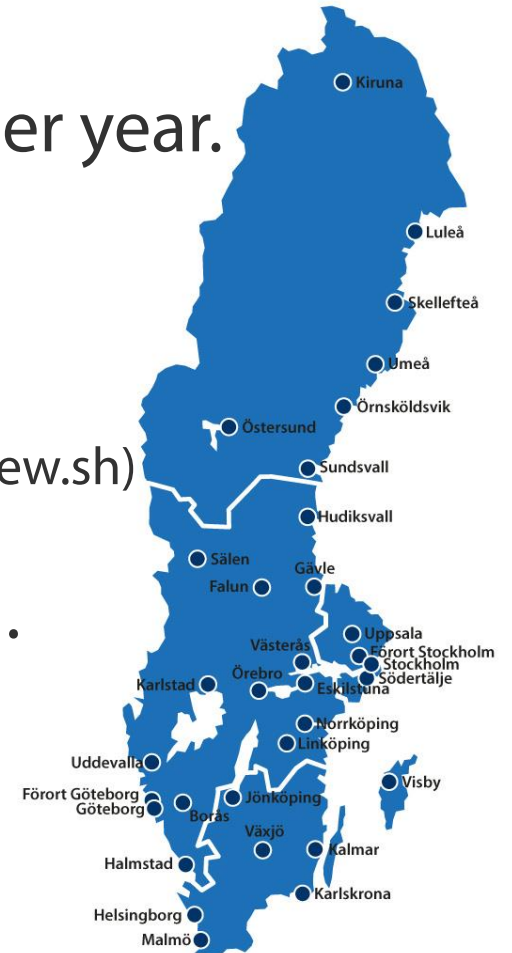 Kiruna
er year.
Luleå
Skellefteå
Umeå
Örnsköldsvik
Östersund
ew.sh)
Sundsvall
Hudiksvall
Sälen
Gävle
Falun
•
Uppsala
Västerås
Förort Stockholm
Stockholm
Örebro
Södertälje
Karlstad
Eskilstuna
Norrköping
Linköping
Uddevalla
Visby
Förort Göteborg
Jönköping
Göteborg
Borås
Växjö
Kalmar
Halmstad
Karlskrona
Helsingborg
Malmö